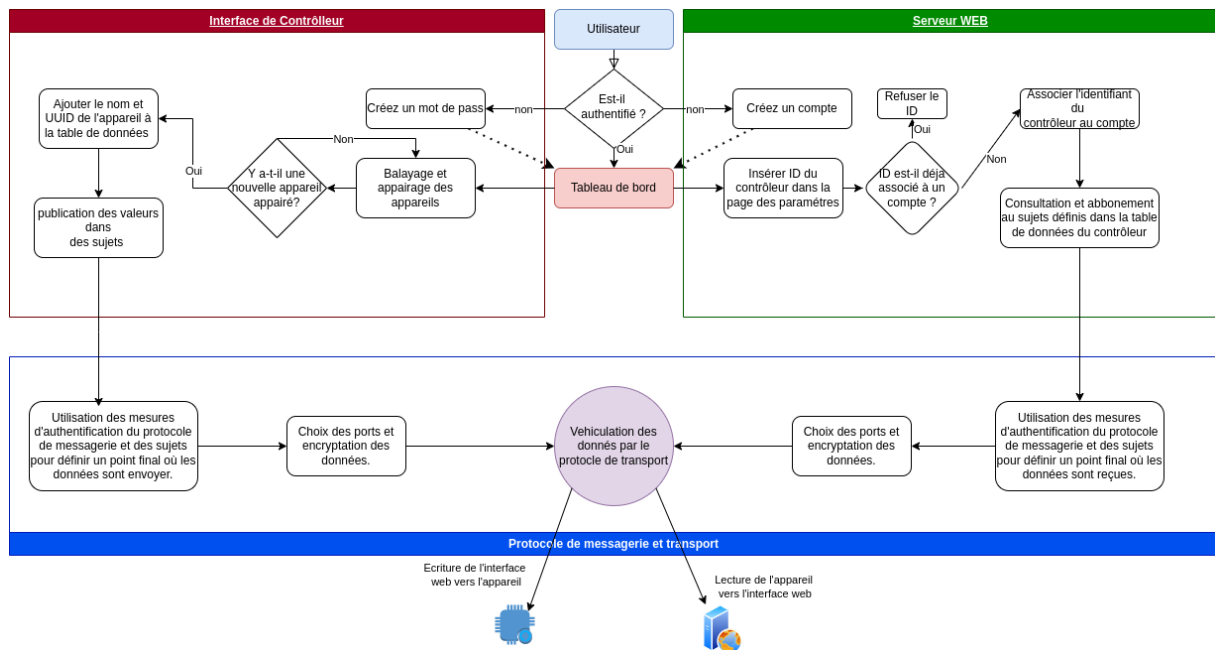 Interface de Contrôlleur
Utilisateur
Serveur WEB
Ajouter le nom et
UUID de l'appareil à
la table de données
Créez un mot de pass
non
Est-il
authentifié ?
non
Créez un compte
Refuser le
ID
Associer l'identifiant
du
contrôleur au compte
Non
Oui
Oui
Non
Oui
Y a-t-il une
nouvelle appareil
appairé?
Balayage et
appairage des
appareils
Tableau de bord
Insérer ID du
contrôleur dans la
page des paramétres
ID est-il déja
associé à un
compte ?
publication des valeurs
dans
des sujets
Consultation et abbonement
au sujets définis dans la table
de données du contrôleur
Utilisation des mesures
d'authentification du protocole
de messagerie et des sujets
pour définir un point final où les
données sont envoyer.
Choix des ports et
encryptation des
données.
Vehiculation des
donnés par le
protocle de transport
Choix des ports et
encryptation des
données.
Utilisation des mesures
d'authentification du protocole
de messagerie et des sujets
pour définir un point final où les
données sont reçues.
Protocole de messagerie et transport
Ecriture de l'interface
web vers l'appareil
Lecture de l'appareil
vers l'interface web